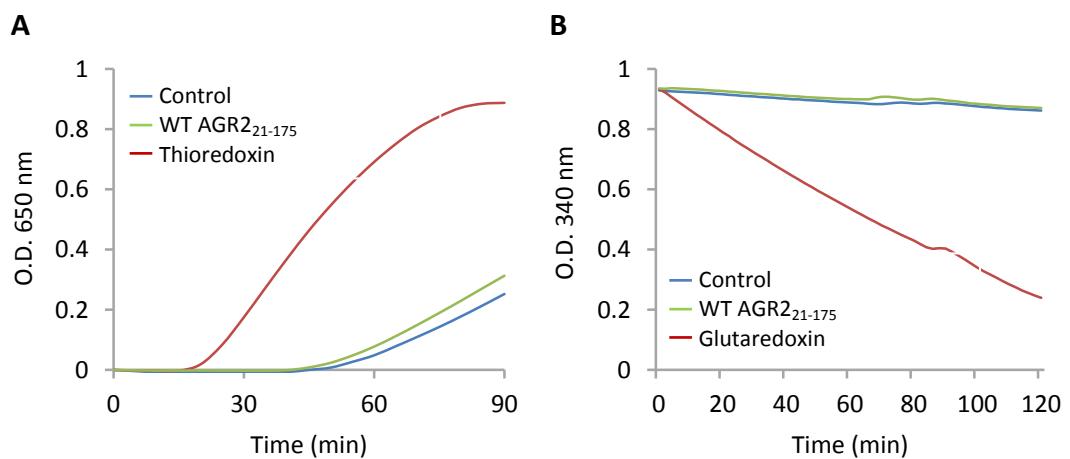 A
O.D. 650 nm
1
0.8
0.6
0.4
0.2
0
Control
WT AGR2₂₁₋₁₇₅
Thioredoxin
0 30 60 90
Time (min)
B
O.D. 340 nm
1
0.8
0.6
0.4
0.2
0
Control
WT AGR2₂₁₋₁₇₅
Glutaredoxin
0 20 40 60 80 100 120
Time (min)